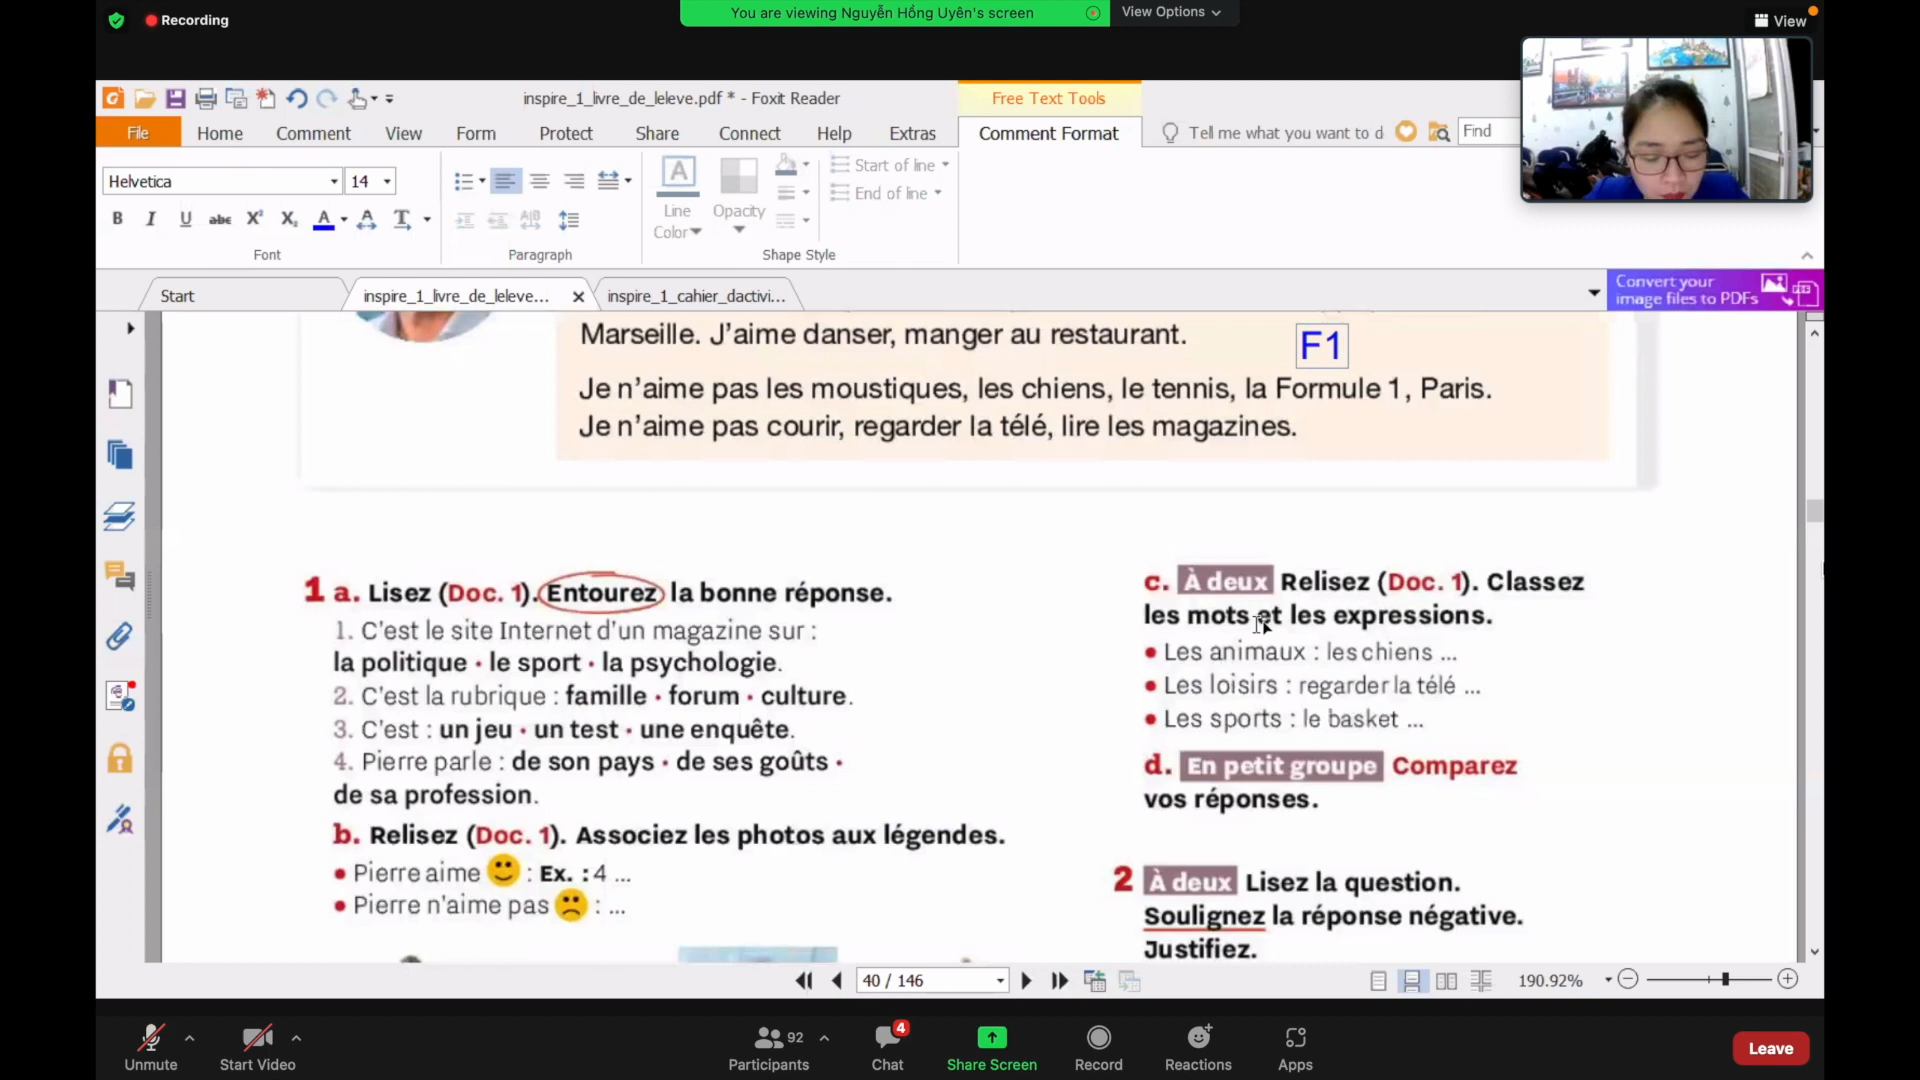 Recording
You are viewing Nguyễn Hồng Uyên's screen
View Options
View
inspire_1_livre_de_leleve.pdf * - Foxit Reader
Free Text Tools
File
Home
Comment
View
Form
Protect
Share
Connect
Help
Extras
Comment Format
Tell me what you want to d
Find
Helvetica
14
Start of line
End of line
B I U abc X² X₂ A
Line
Color
Opacity
Font
Paragraph
Shape Style
Start
inspire_1_livre_de_leleve...
inspire_1_cahier_dactivi...
Convert your
image files to PDFs
Marseille. J'aime danser, manger au restaurant.
F1
Je n'aime pas les moustiques, les chiens, le tennis, la Formule 1, Paris.
Je n'aime pas courir, regarder la télé, lire les magazines.
1 a. Lisez (Doc. 1). Entourez la bonne réponse.
1. C'est le site Internet d'un magazine sur :
la politique • le sport • la psychologie.
2. C'est la rubrique : famille • forum • culture.
3. C'est : un jeu • un test • une enquête.
4. Pierre parle : de son pays • de ses goûts •
de sa profession.
b. Relisez (Doc. 1). Associez les photos aux légendes.
• Pierre aime : Ex. : 4 ...
• Pierre n'aime pas : ...
c. À deux Relisez (Doc. 1). Classez
les mots et les expressions.
• Les animaux : les chiens ...
• Les loisirs : regarder la télé ...
• Les sports : le basket ...
d. En petit groupe Comparez
vos réponses.
2 À deux Lisez la question.
Soulignez la réponse négative.
Justifiez.
40 / 146
190.92%
Unmute
Start Video
92
Participants
4
Chat
Share Screen
Record
Reactions
Apps
Leave